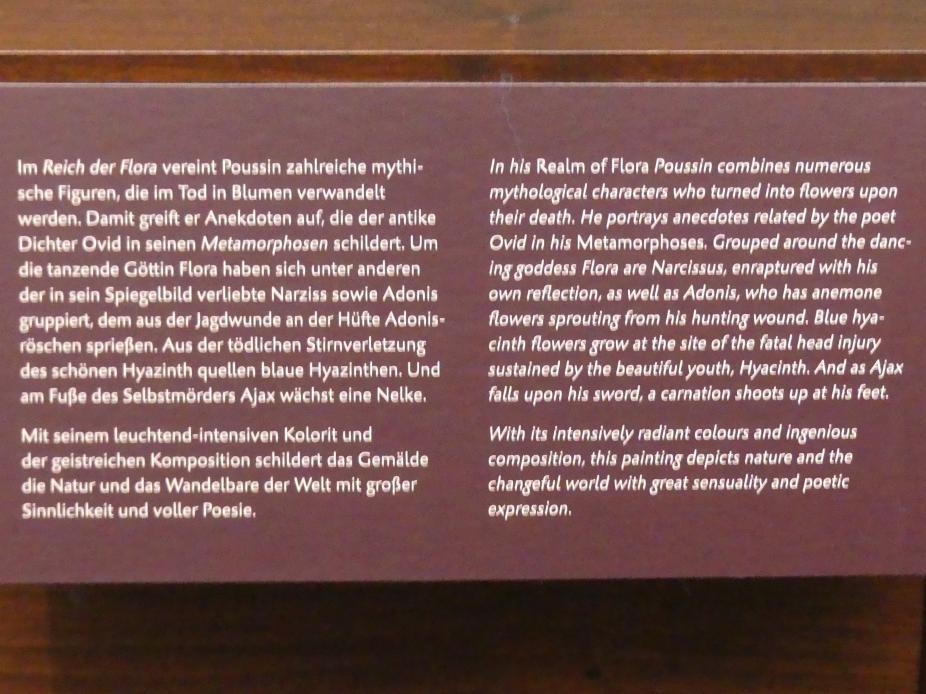 Im Reich der Flora vereint Poussin zahlreiche mythi-
sche Figuren, die im Tod in Blumen verwandelt
werden. Damit greift er Anekdoten auf, die der antike
Dichter Ovid in seinen Metamorphosen schildert. Um
die tanzende Göttin Flora haben sich unter anderen
der in sein Spiegelbild verliebte Narziss sowie Adonis
gruppiert, dem aus der Jagdwunde an der Hüfte Adonis-
röschen sprießen. Aus der tödlichen Stirnverletzung
des schönen Hyazinth quellen blaue Hyazinthen. Und
am Fuße des Selbstmörders Ajax wächst eine Nelke.
Mit seinem leuchtend-intensiven Kolorit und
der geistreichen Komposition schildert das Gemälde
die Natur und das Wandelbare der Welt mit großer
Sinnlichkeit und voller Poesie.
In his Realm of Flora Poussin combines numerous
mythological characters who turned into flowers upon
their death. He portrays anecdotes related by the poet
Ovid in his Metamorphoses. Grouped around the danc-
ing goddess Flora are Narcissus, enraptured with his
own reflection, as well as Adonis, who has anemone
flowers sprouting from his hunting wound. Blue hya-
cinth flowers grow at the site of the fatal head injury
sustained by the beautiful youth, Hyacinth. And as Ajax
falls upon his sword, a carnation shoots up at his feet.
With its intensively radiant colours and ingenious
composition, this painting depicts nature and the
changeful world with great sensuality and poetic
expression.